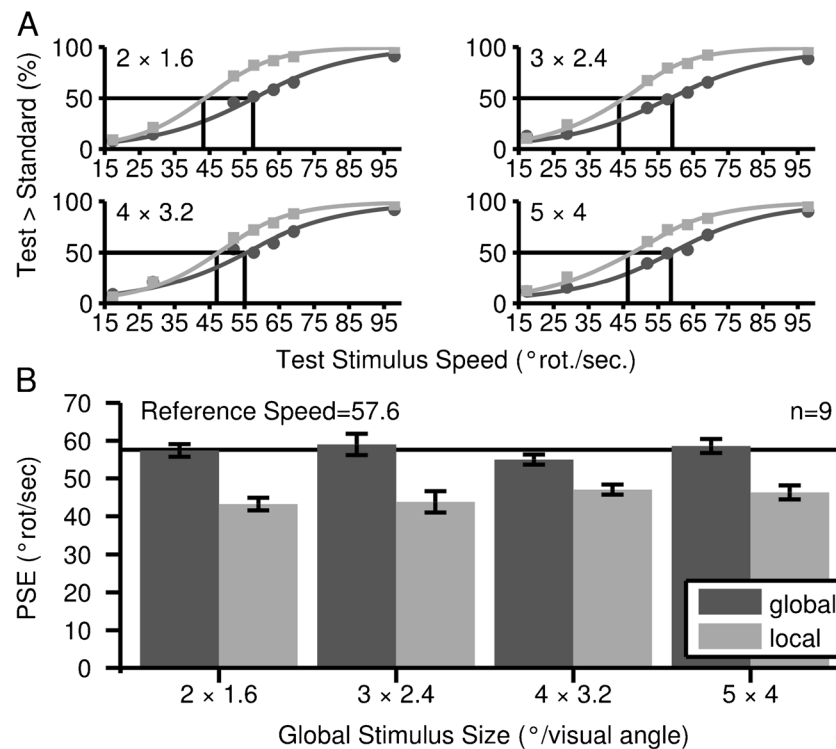 A
Test > Standard (%)
2 × 1.6
100
50
0
15 25 35 45 55 65 75 85 95
3 × 2.4
100
50
0
15 25 35 45 55 65 75 85 95
4 × 3.2
100
50
0
15 25 35 45 55 65 75 85 95
5 × 4
100
50
0
15 25 35 45 55 65 75 85 95
Test Stimulus Speed (°rot./sec.)
B
PSE (°rot/sec)
70
60
50
40
30
20
10
0
Reference Speed=57.6
n=9
global
local
2 × 1.6
3 × 2.4
4 × 3.2
5 × 4
Global Stimulus Size (°/visual angle)